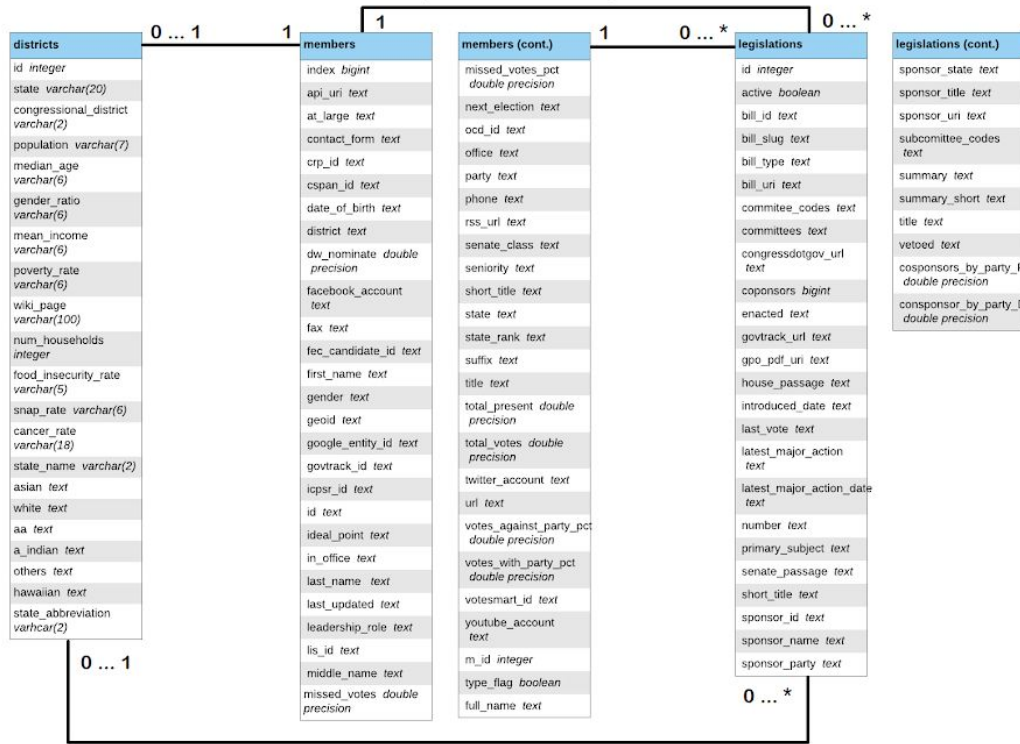 0 ... 1
1
1
1
0 ... *
0 ... *
districts
id integer
state varchar(20)
congressional_district
varchar(2)
population varchar(7)
median_age
varchar(6)
gender_ratio
varchar(6)
mean_income
varchar(6)
poverty_rate
varchar(6)
wiki_page
varchar(100)
num_households
integer
food_insecurity_rate
varchar(5)
snap_rate varchar(6)
cancer_rate
varchar(18)
state_name varchar(2)
asian text
white text
aa text
a_indian text
others text
hawaiian text
state_abbreviation
varhcar(2)
0 ... 1
members
index bigint
api_uri text
at_large text
contact_form text
crp_id text
cspan_id text
date_of_birth text
district text
dw_nominate double
precision
facebook_account
text
fax text
fec_candidate_id text
first_name text
gender text
geoid text
google_entity_id text
govtrack_id text
icpsr_id text
id text
ideal_point text
in_office text
last_name text
last_updated text
leadership_role text
lis_id text
middle_name text
missed_votes double
precision
members (cont.)
missed_votes_pct
double precision
next_election text
ocd_id text
office text
party text
phone text
rss_url text
senate_class text
seniority text
short_title text
state text
state_rank text
suffix text
title text
total_present double
precision
total_votes double
precision
twitter_account text
url text
votes_against_party_pct
double precision
votes_with_party_pct
double precision
votesmart_id text
youtube_account
text
m_id integer
type_flag boolean
full_name text
legislations
id integer
active boolean
bill_id text
bill_slug text
bill_type text
bill_uri text
commitee_codes text
committees text
congressdotgov_url
text
coponsors bigint
enacted text
govtrack_url text
gpo_pdf_uri text
house_passage text
introduced_date text
last_vote text
latest_major_action
text
latest_major_action_date
text
number text
primary_subject text
senate_passage text
short_title text
sponsor_id text
sponsor_name text
sponsor_party text
0 ... *
legislations (cont.)
sponsor_state text
sponsor_title text
sponsor_uri text
subcomittee_codes
text
summary text
summary_short text
title text
vetoed text
cosponsors_by_party_
double precision
consponsor_by_party_
double precision